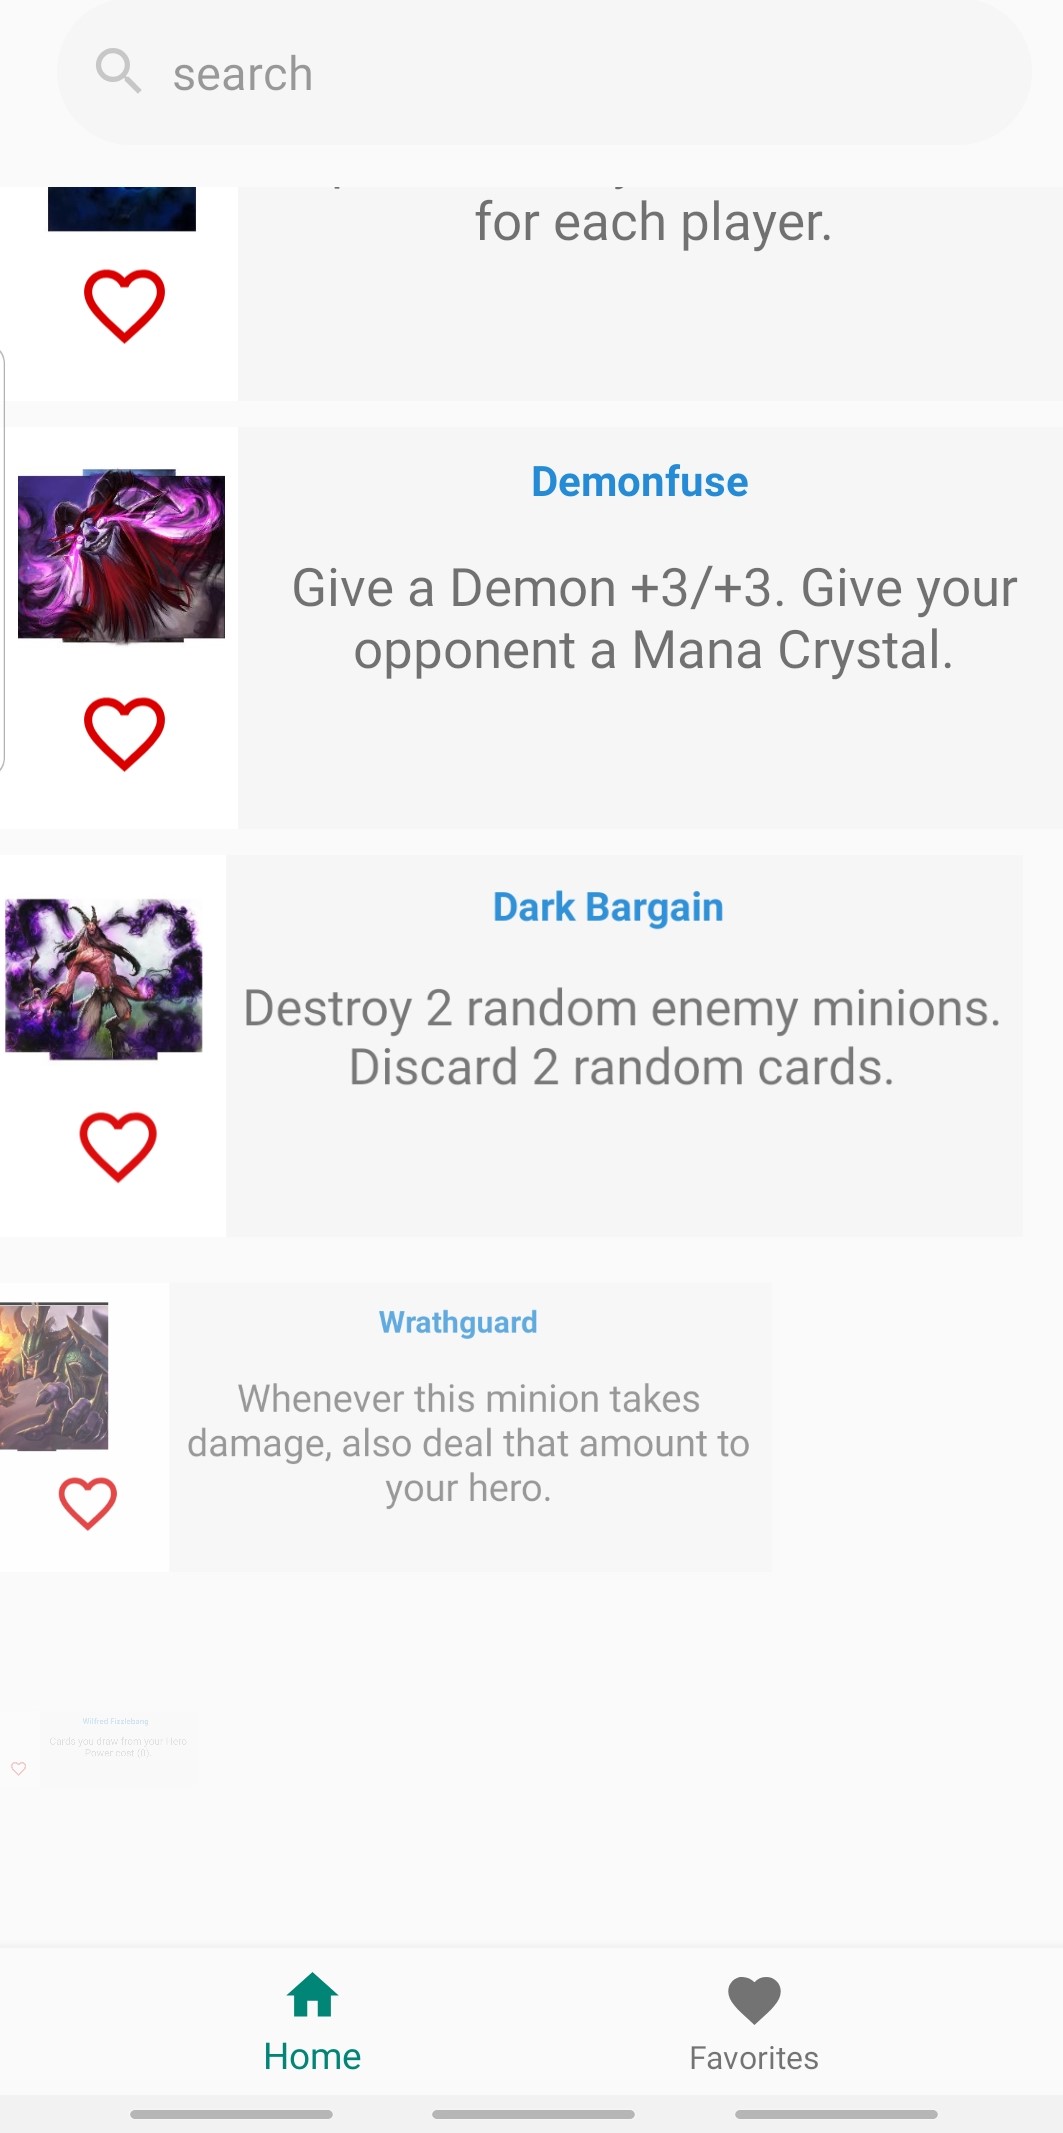 search
for each player.
Demonfuse
Give a Demon +3/+3. Give your
opponent a Mana Crystal.
Dark Bargain
Destroy 2 random enemy minions.
Discard 2 random cards.
Wrathguard
Whenever this minion takes
damage, also deal that amount to
your hero.
Wilfred Fizzlebang
Cards you draw from your Hero
Power cost (0).
Home
Favorites